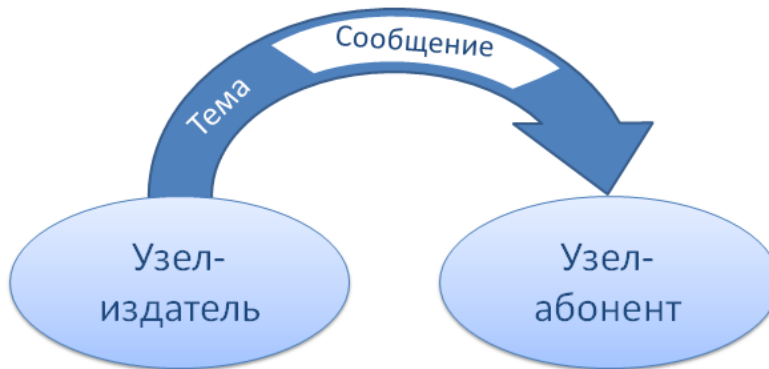 Сообщение
Тема
Узел-
издатель
Узел-
абонент